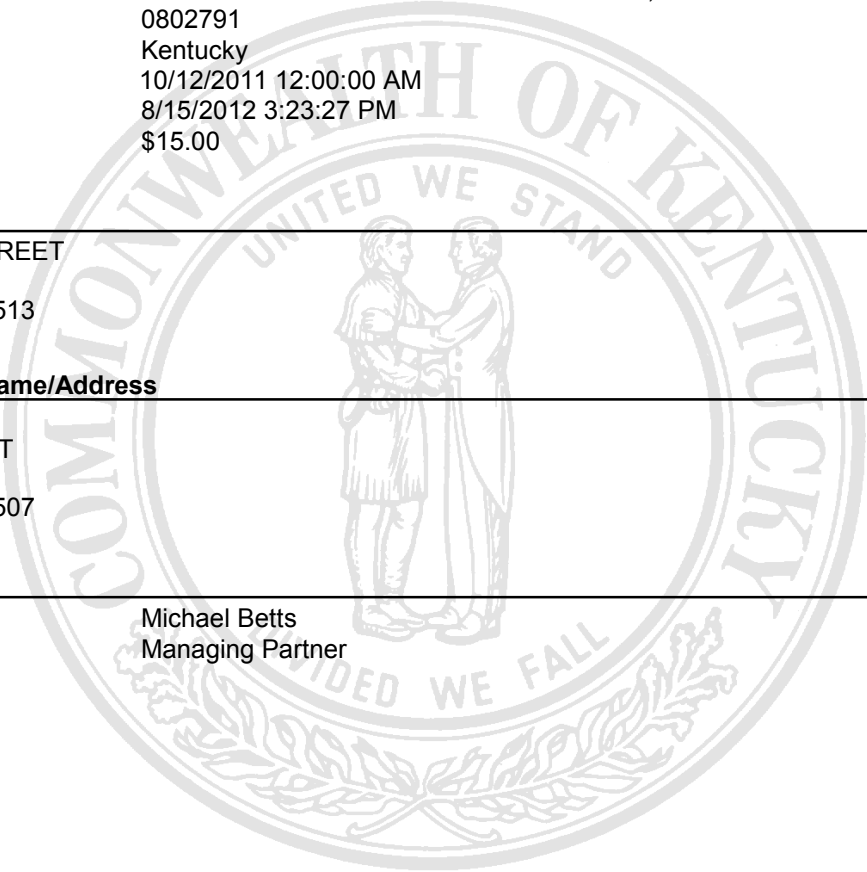 0802791
Kentucky
10/12/2011 12:00:00 AM
8/15/2012 3:23:27 PM
$15.00
REET
513
ame/Address
T
507
Michael Betts
Managing Partner
COMMONWEALTH OF KENTUCKY
UNITED WE STAND
DIVIDED WE FALL